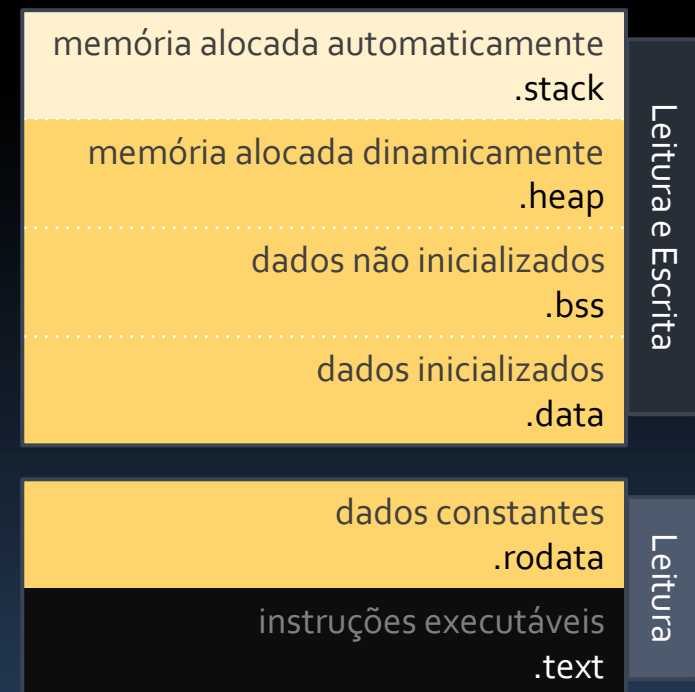 memória alocada automaticamente
.stack
memória alocada dinamicamente
.heap
dados não inicializados
.bss
dados inicializados
.data
Leitura e Escrita
dados constantes
.rodata
instruções executáveis
.text
Leitura